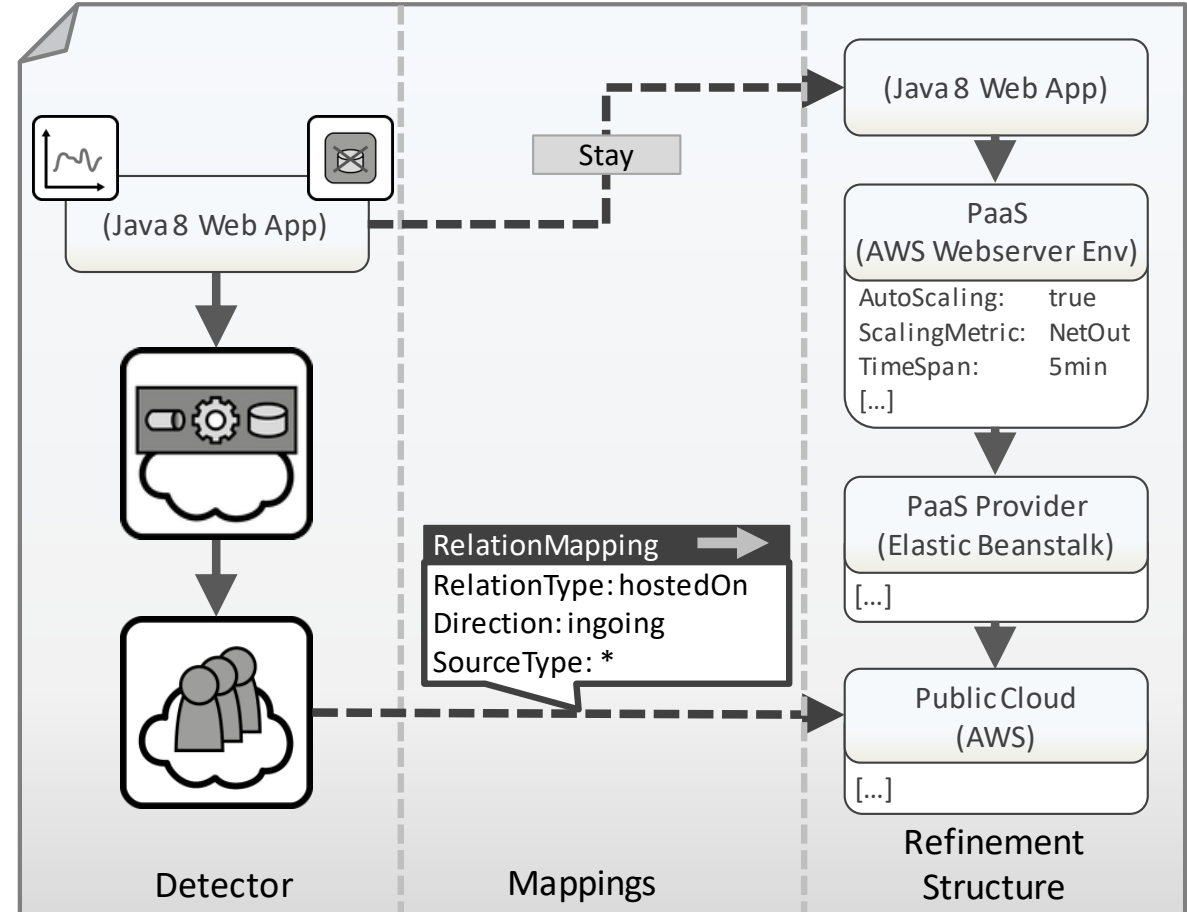 (Java 8 Web App)
Detector
Stay
RelationMapping
RelationType: hostedOn
Direction: ingoing
SourceType: *
Mappings
(Java 8 Web App)
PaaS
(AWS Webserver Env)
AutoScaling: true
ScalingMetric: NetOut
TimeSpan: 5min
[...]
PaaS Provider
(Elastic Beanstalk)
[...]
Public Cloud
(AWS)
[...]
Refinement
Structure